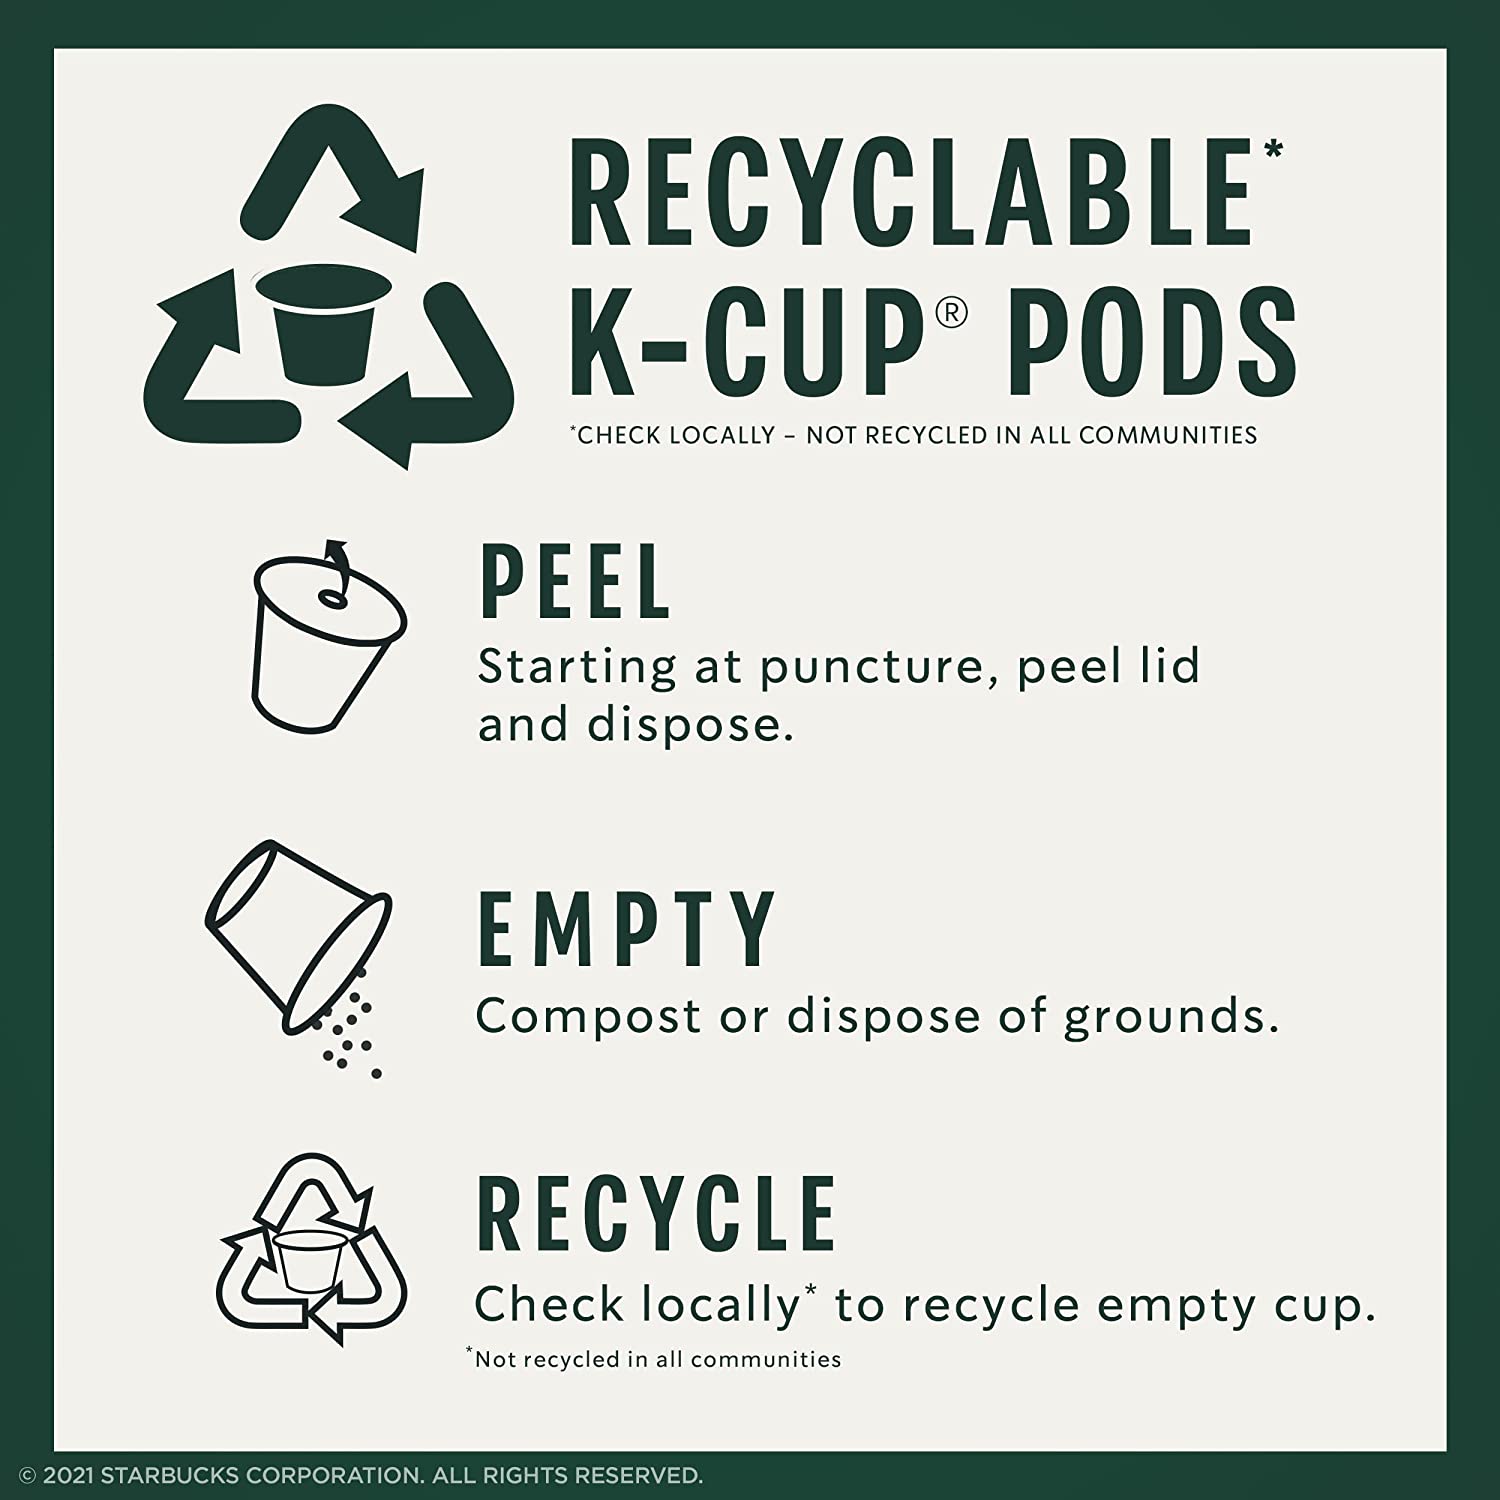 RECYCLABLE*
K-CUP® PODS
*CHECK LOCALLY – NOT RECYCLED IN ALL COMMUNITIES
PEEL
Starting at puncture, peel lid
and dispose.
EMPTY
Compost or dispose of grounds.
RECYCLE
Check locally* to recycle empty cup.
*Not recycled in all communities
© 2021 STARBUCKS CORPORATION. ALL RIGHTS RESERVED.